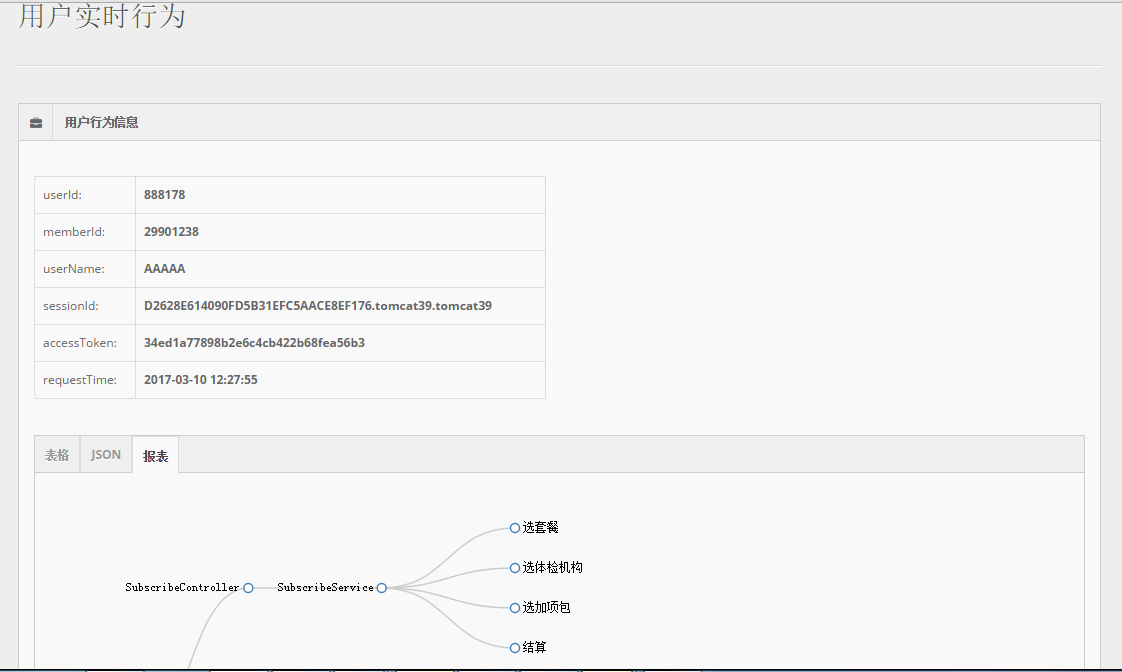 用户实时行为
用户行为信息
userId: 888178
memberId: 29901238
userName: AAAAA
sessionId: D2628E614090FD5B31EFC5AACE8EF176.tomcat39.tomcat39
accessToken: 34ed1a77898b2e6c4cb422b68fea56b3
requestTime: 2017-03-10 12:27:55
表格 JSON 报表
选套餐
选体检机构
SubscribeController SubscribeService
选加项包
结算